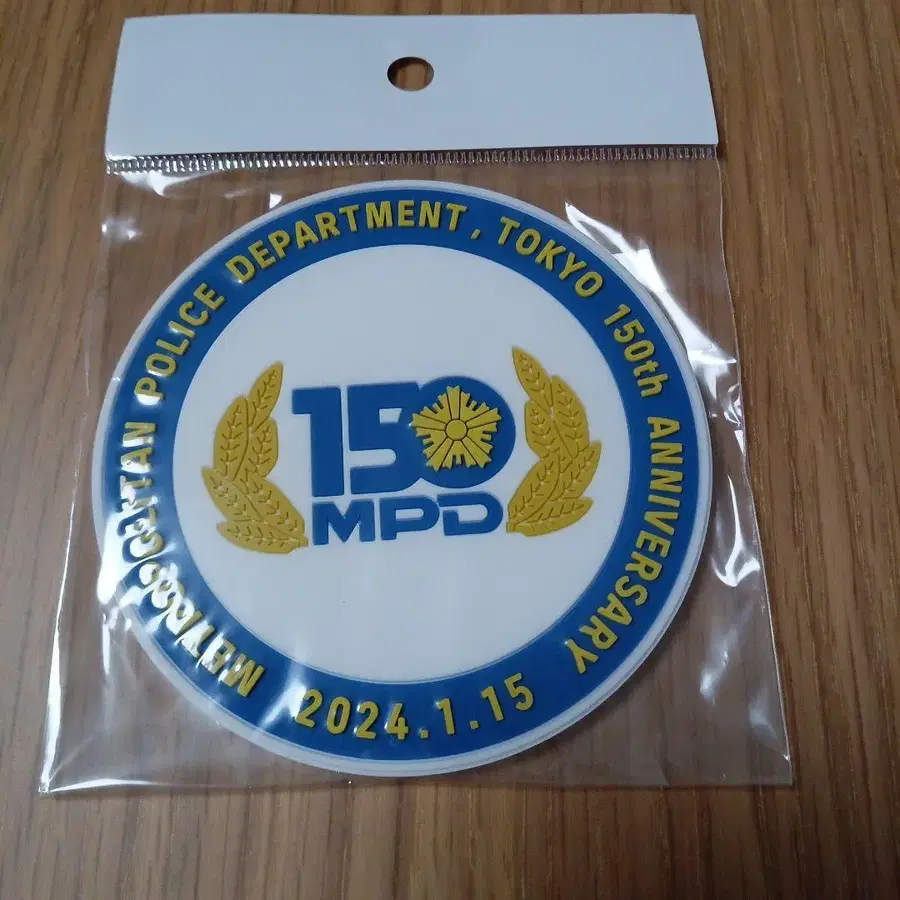 METROPOLITAN POLICE DEPARTMENT, TOKYO 150th ANNIVERSARY
150
MPD
2024.1.15